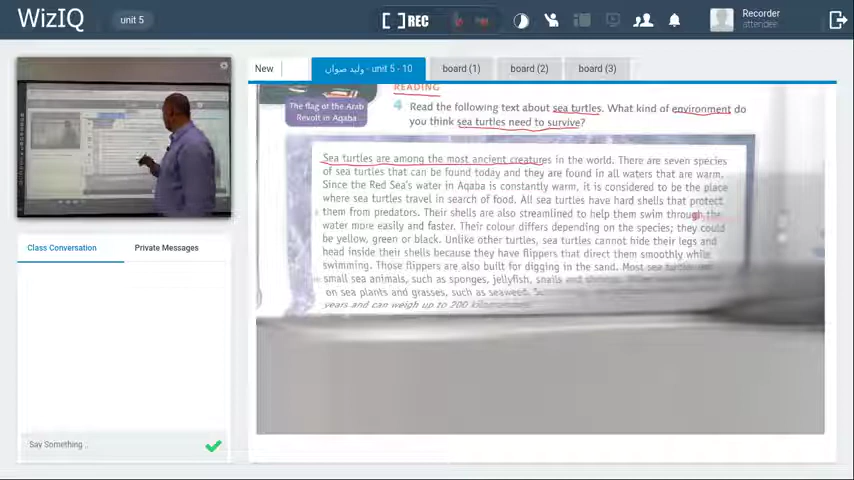 WizIQ
unit 5
[ ] REC
Recorder
attendee
New
وليد صوان - unit 5 - 10
board (1)
board (2)
board (3)
READING
The flag of the Arab
Revolt in Aqaba
4 Read the following text about sea turtles. What kind of environment do
you think sea turtles need to survive?
Sea turtles are among the most ancient creatures in the world. There are seven species
of sea turtles that can be found today and they are found in all waters that are warm.
Since the Red Sea's water in Aqaba is constantly warm, it is considered to be the place
where sea turtles travel in search of food. All sea turtles have hard shells that protect
them from predators. Their shells are also streamlined to help them swim through the
water more easily and faster. Their colour differs depending on the species; they could
be yellow, green or black. Unlike other turtles, sea turtles cannot hide their legs and
head inside their shells because they have flippers that direct them smoothly while
swimming. Those flippers are also built for digging in the sand. Most sea turtles
small sea animals, such as sponges, jellyfish, snails and
on sea plants and grasses, such as seaweed.
years and can weigh up to 200
Class Conversation
Private Messages
Say Something